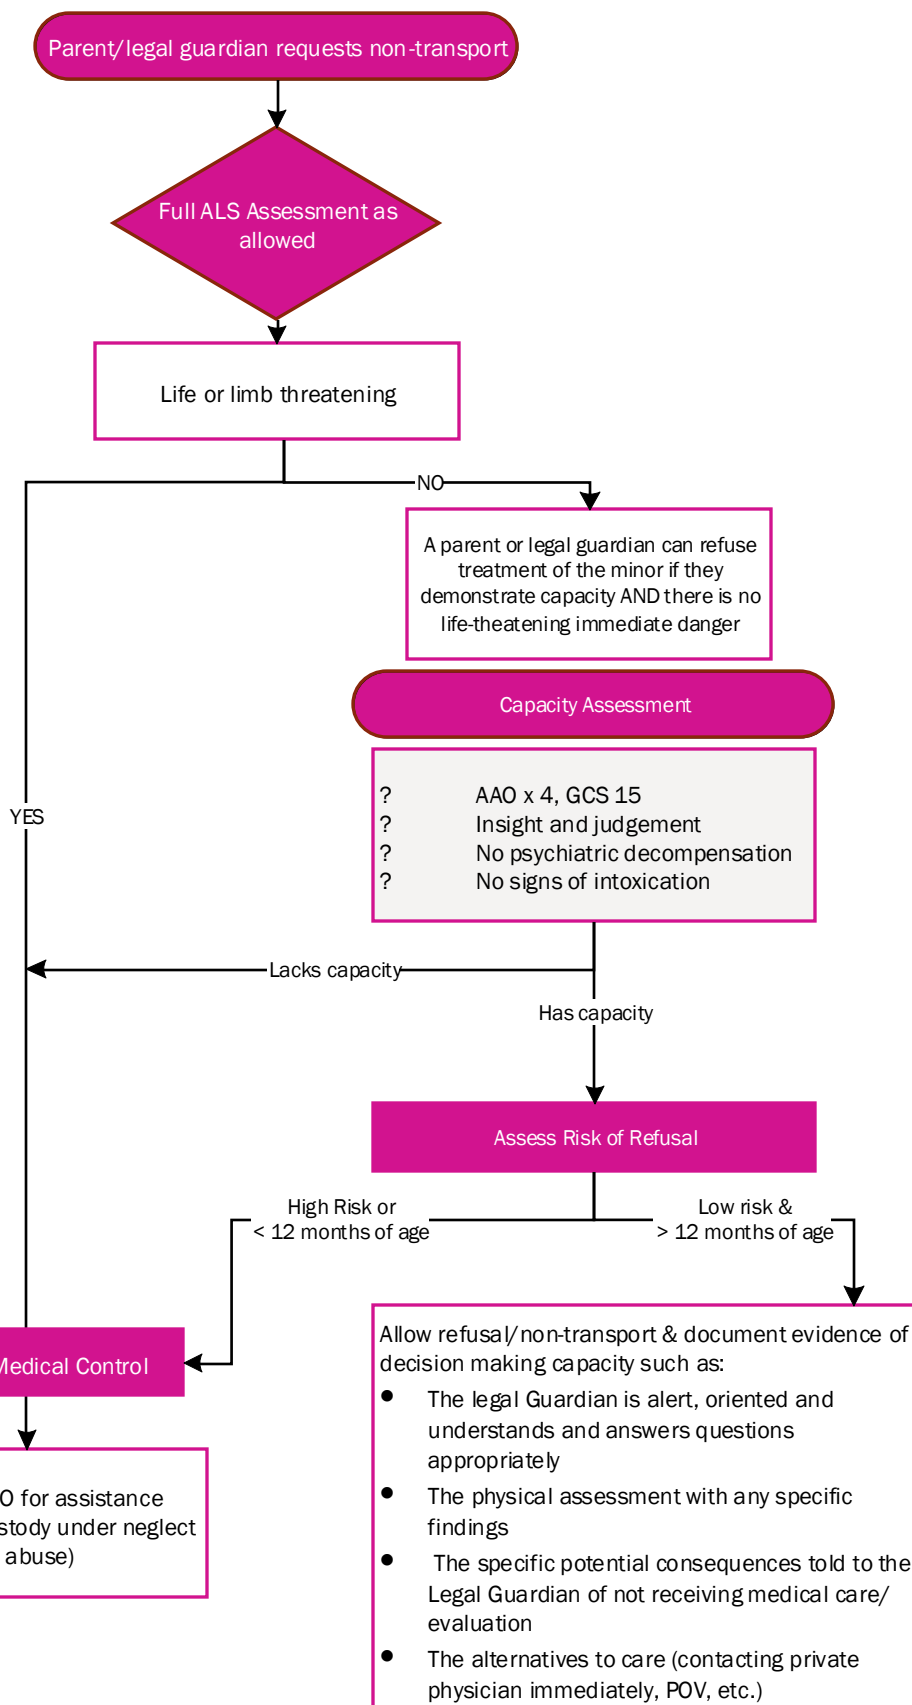 Parent/legal guardian requests non-transport
Full ALS Assessment as
allowed
Life or limb threatening
NO
A parent or legal guardian can refuse
treatment of the minor if they
demonstrate capacity AND there is no
life-theatening immediate danger
Capacity Assessment
? AAO x 4, GCS 15
? Insight and judgement
? No psychiatric decompensation
? No signs of intoxication
YES
Lacks capacity
Has capacity
Assess Risk of Refusal
High Risk or
< 12 months of age
Low risk &
> 12 months of age
Medical Control
O for assistance
stody under neglect
abuse)
Allow refusal/non-transport & document evidence of
decision making capacity such as:
• The legal Guardian is alert, oriented and
understands and answers questions
appropriately
• The physical assessment with any specific
findings
• The specific potential consequences told to the
Legal Guardian of not receiving medical care/
evaluation
• The alternatives to care (contacting private
physician immediately, POV, etc.)